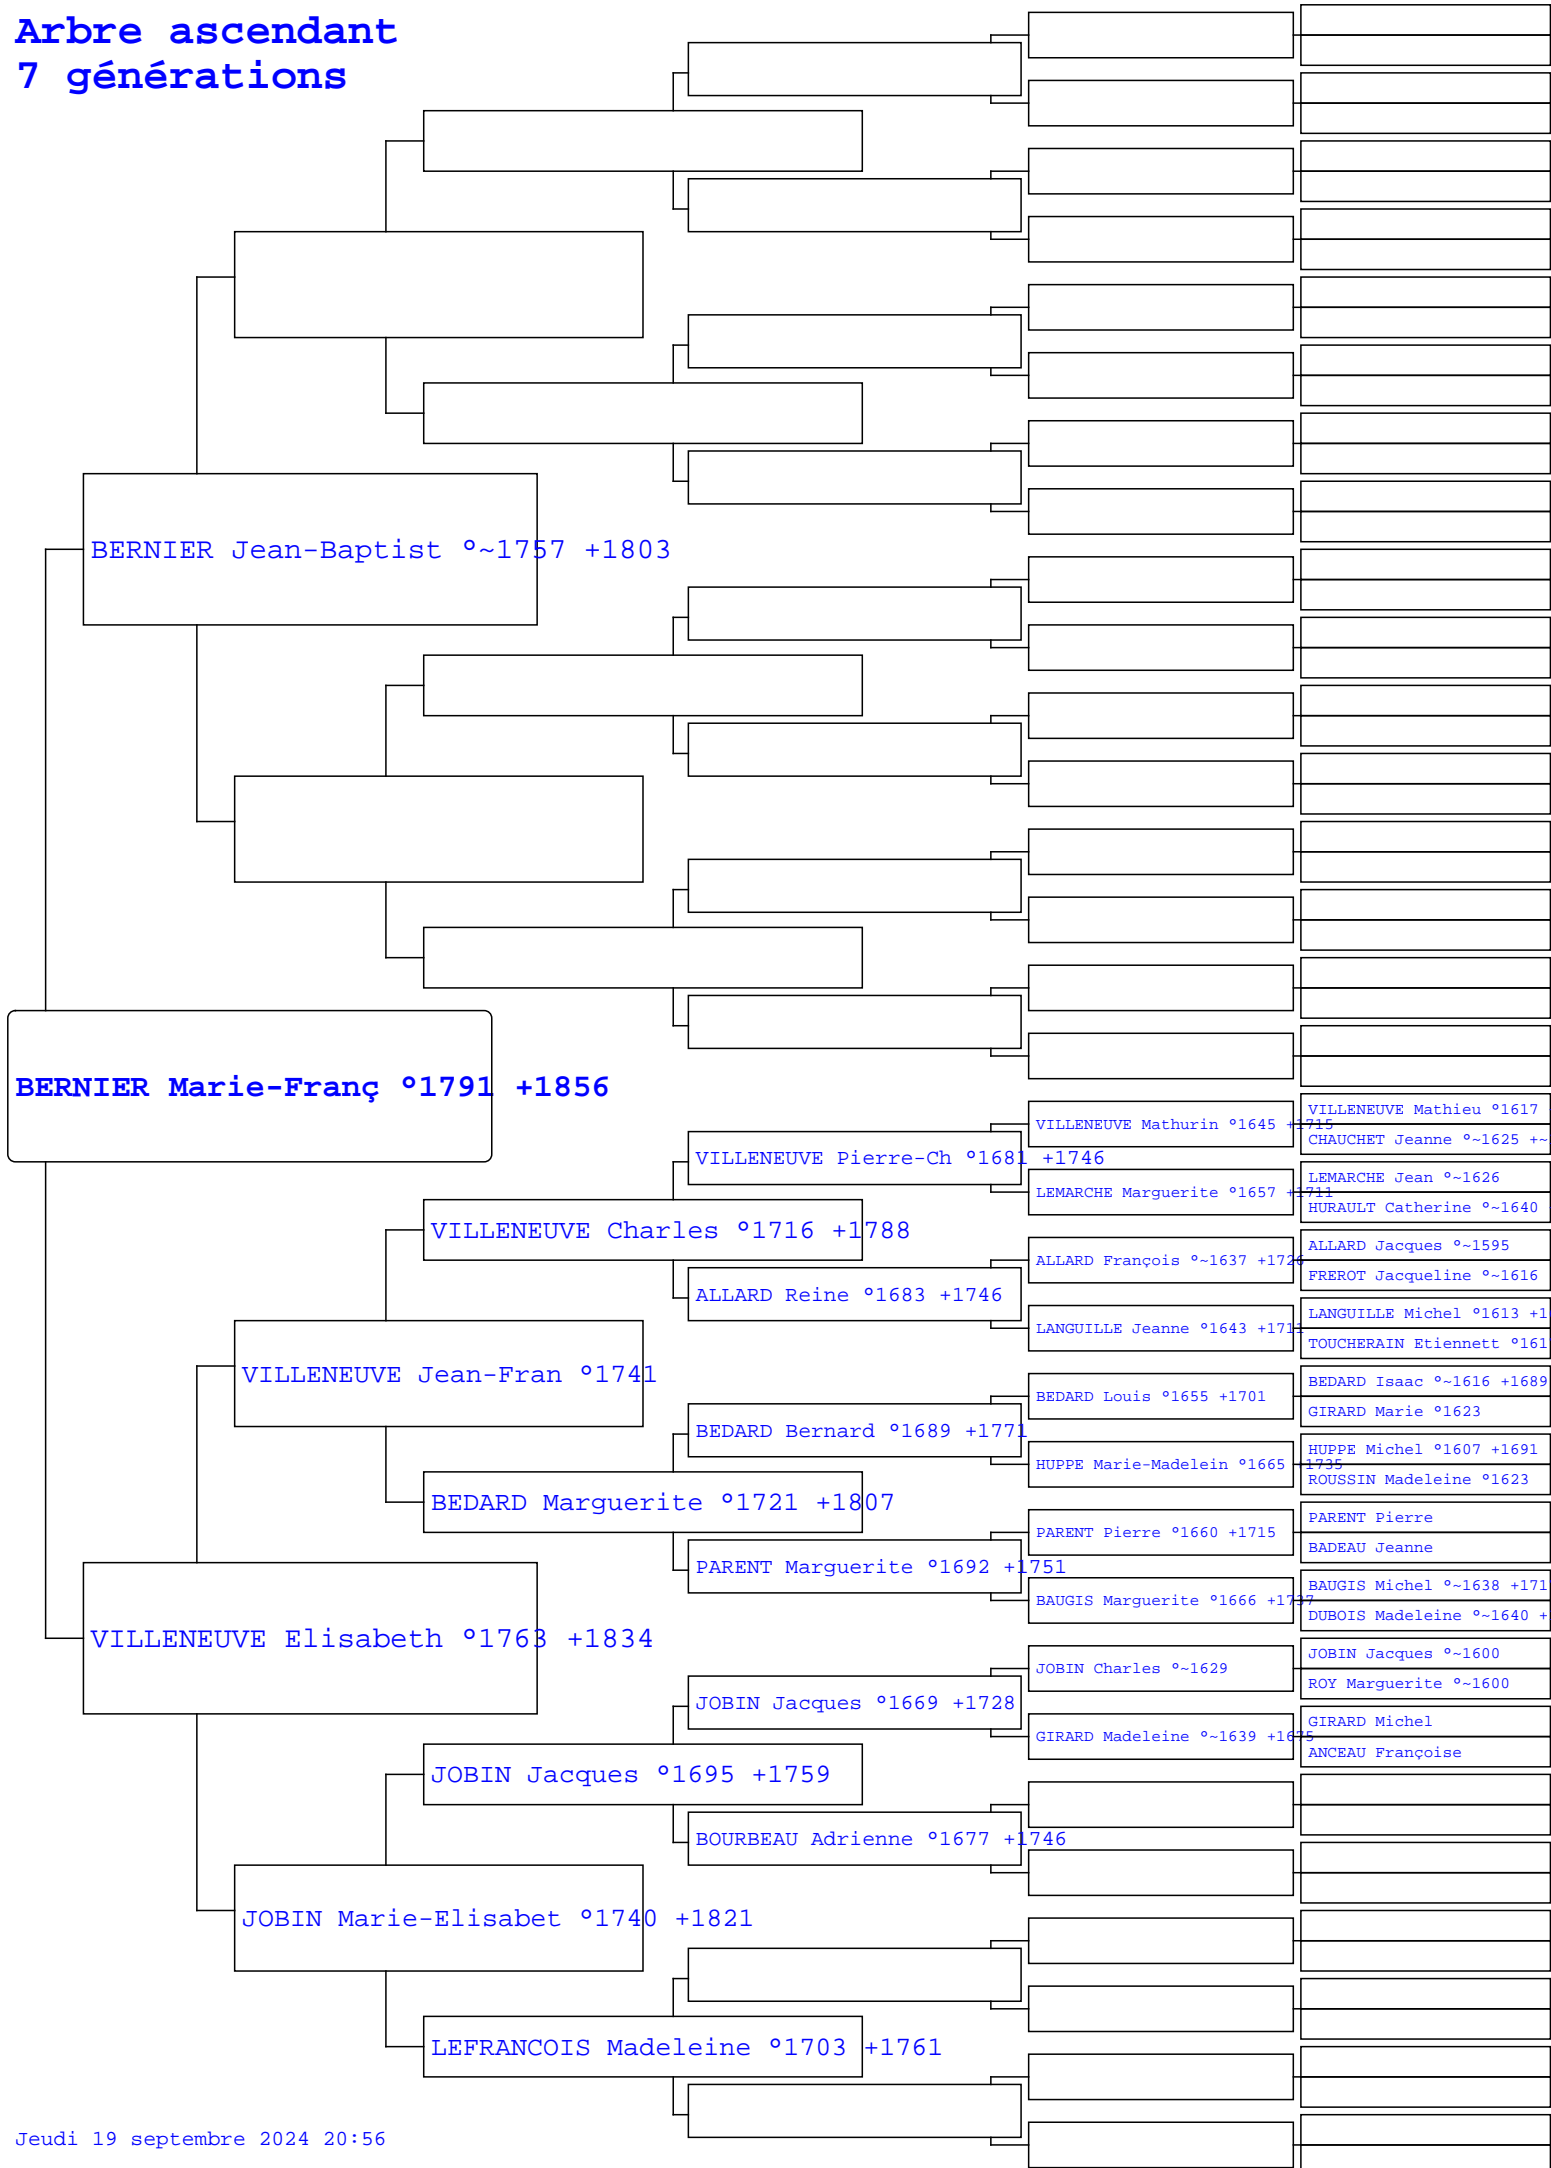 Arbre ascendant
7 générations
BERNIER Jean-Baptist °~1757 +1803
BERNIER Marie-Franç °1791 +1856
VILLENEUVE Mathieu °1617
VILLENEUVE Mathurin °1645 +1715
CHAUCHET Jeanne °~1625 +~
VILLENEUVE Pierre-Ch °1681 +1746
LEMARCHE Jean °~1626
LEMARCHE Marguerite °1657 +1711
HURAULT Catherine °~1640
VILLENEUVE Charles °1716 +1788
ALLARD Jacques °~1595
ALLARD François °~1637 +1726
FREROT Jacqueline °~1616
ALLARD Reine °1683 +1746
LANGUILLE Michel °1613 +1
LANGUILLE Jeanne °1643 +1711
TOUCHERAIN Etiennett °161
VILLENEUVE Jean-Fran °1741
BEDARD Isaac °~1616 +1689
BEDARD Louis °1655 +1701
GIRARD Marie °1623
BEDARD Bernard °1689 +1771
HUPPE Michel °1607 +1691
HUPPE Marie-Madelein °1665 +1735
ROUSSIN Madeleine °1623
BEDARD Marguerite °1721 +1807
PARENT Pierre
PARENT Pierre °1660 +1715
BADEAU Jeanne
PARENT Marguerite °1692 +1751
BAUGIS Michel °~1638 +171
BAUGIS Marguerite °1666 +1737
DUBOIS Madeleine °~1640 +
VILLENEUVE Elisabeth °1763 +1834
JOBIN Jacques °~1600
JOBIN Charles °~1629
ROY Marguerite °~1600
JOBIN Jacques °1669 +1728
GIRARD Michel
GIRARD Madeleine °~1639 +1675
ANCEAU Françoise
JOBIN Jacques °1695 +1759
BOURBEAU Adrienne °1677 +1746
JOBIN Marie-Elisabet °1740 +1821
LEFRANCOIS Madeleine °1703 +1761
Jeudi 19 septembre 2024 20:56